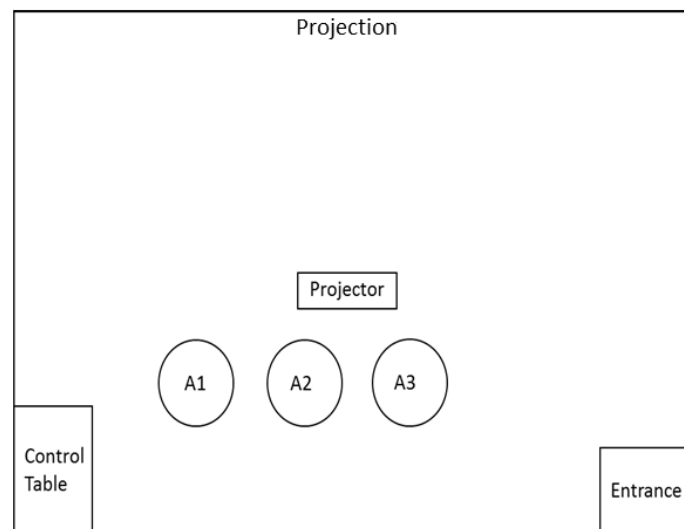 Projection
Projector
A1
A2
A3
Control
Table
Entrance